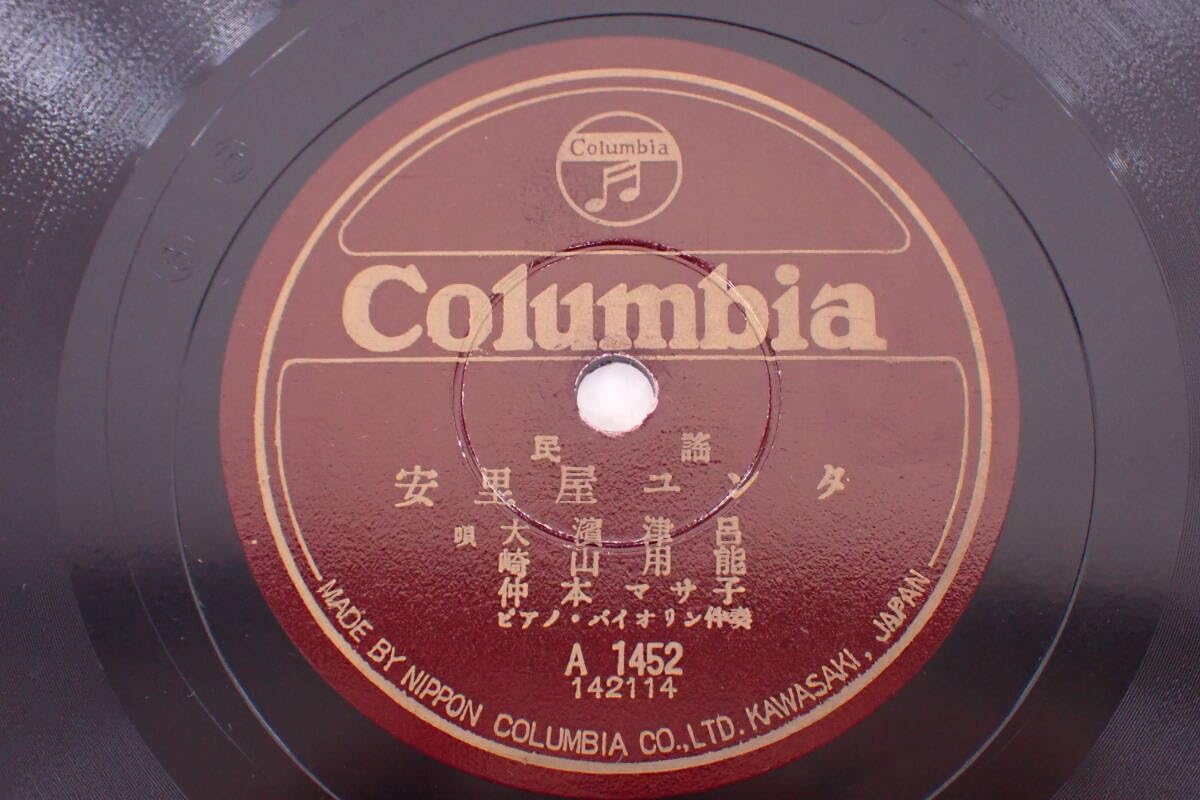 Columbia
Columbia
民謡
安里屋ユンタ
唄 大濱津呂
崎山用能
仲本マサ子
ピアノ・バイオリン伴奏
A 1452
142114
MADE BY NIPPON COLUMBIA CO., LTD. KAWASAKI, JAPAN